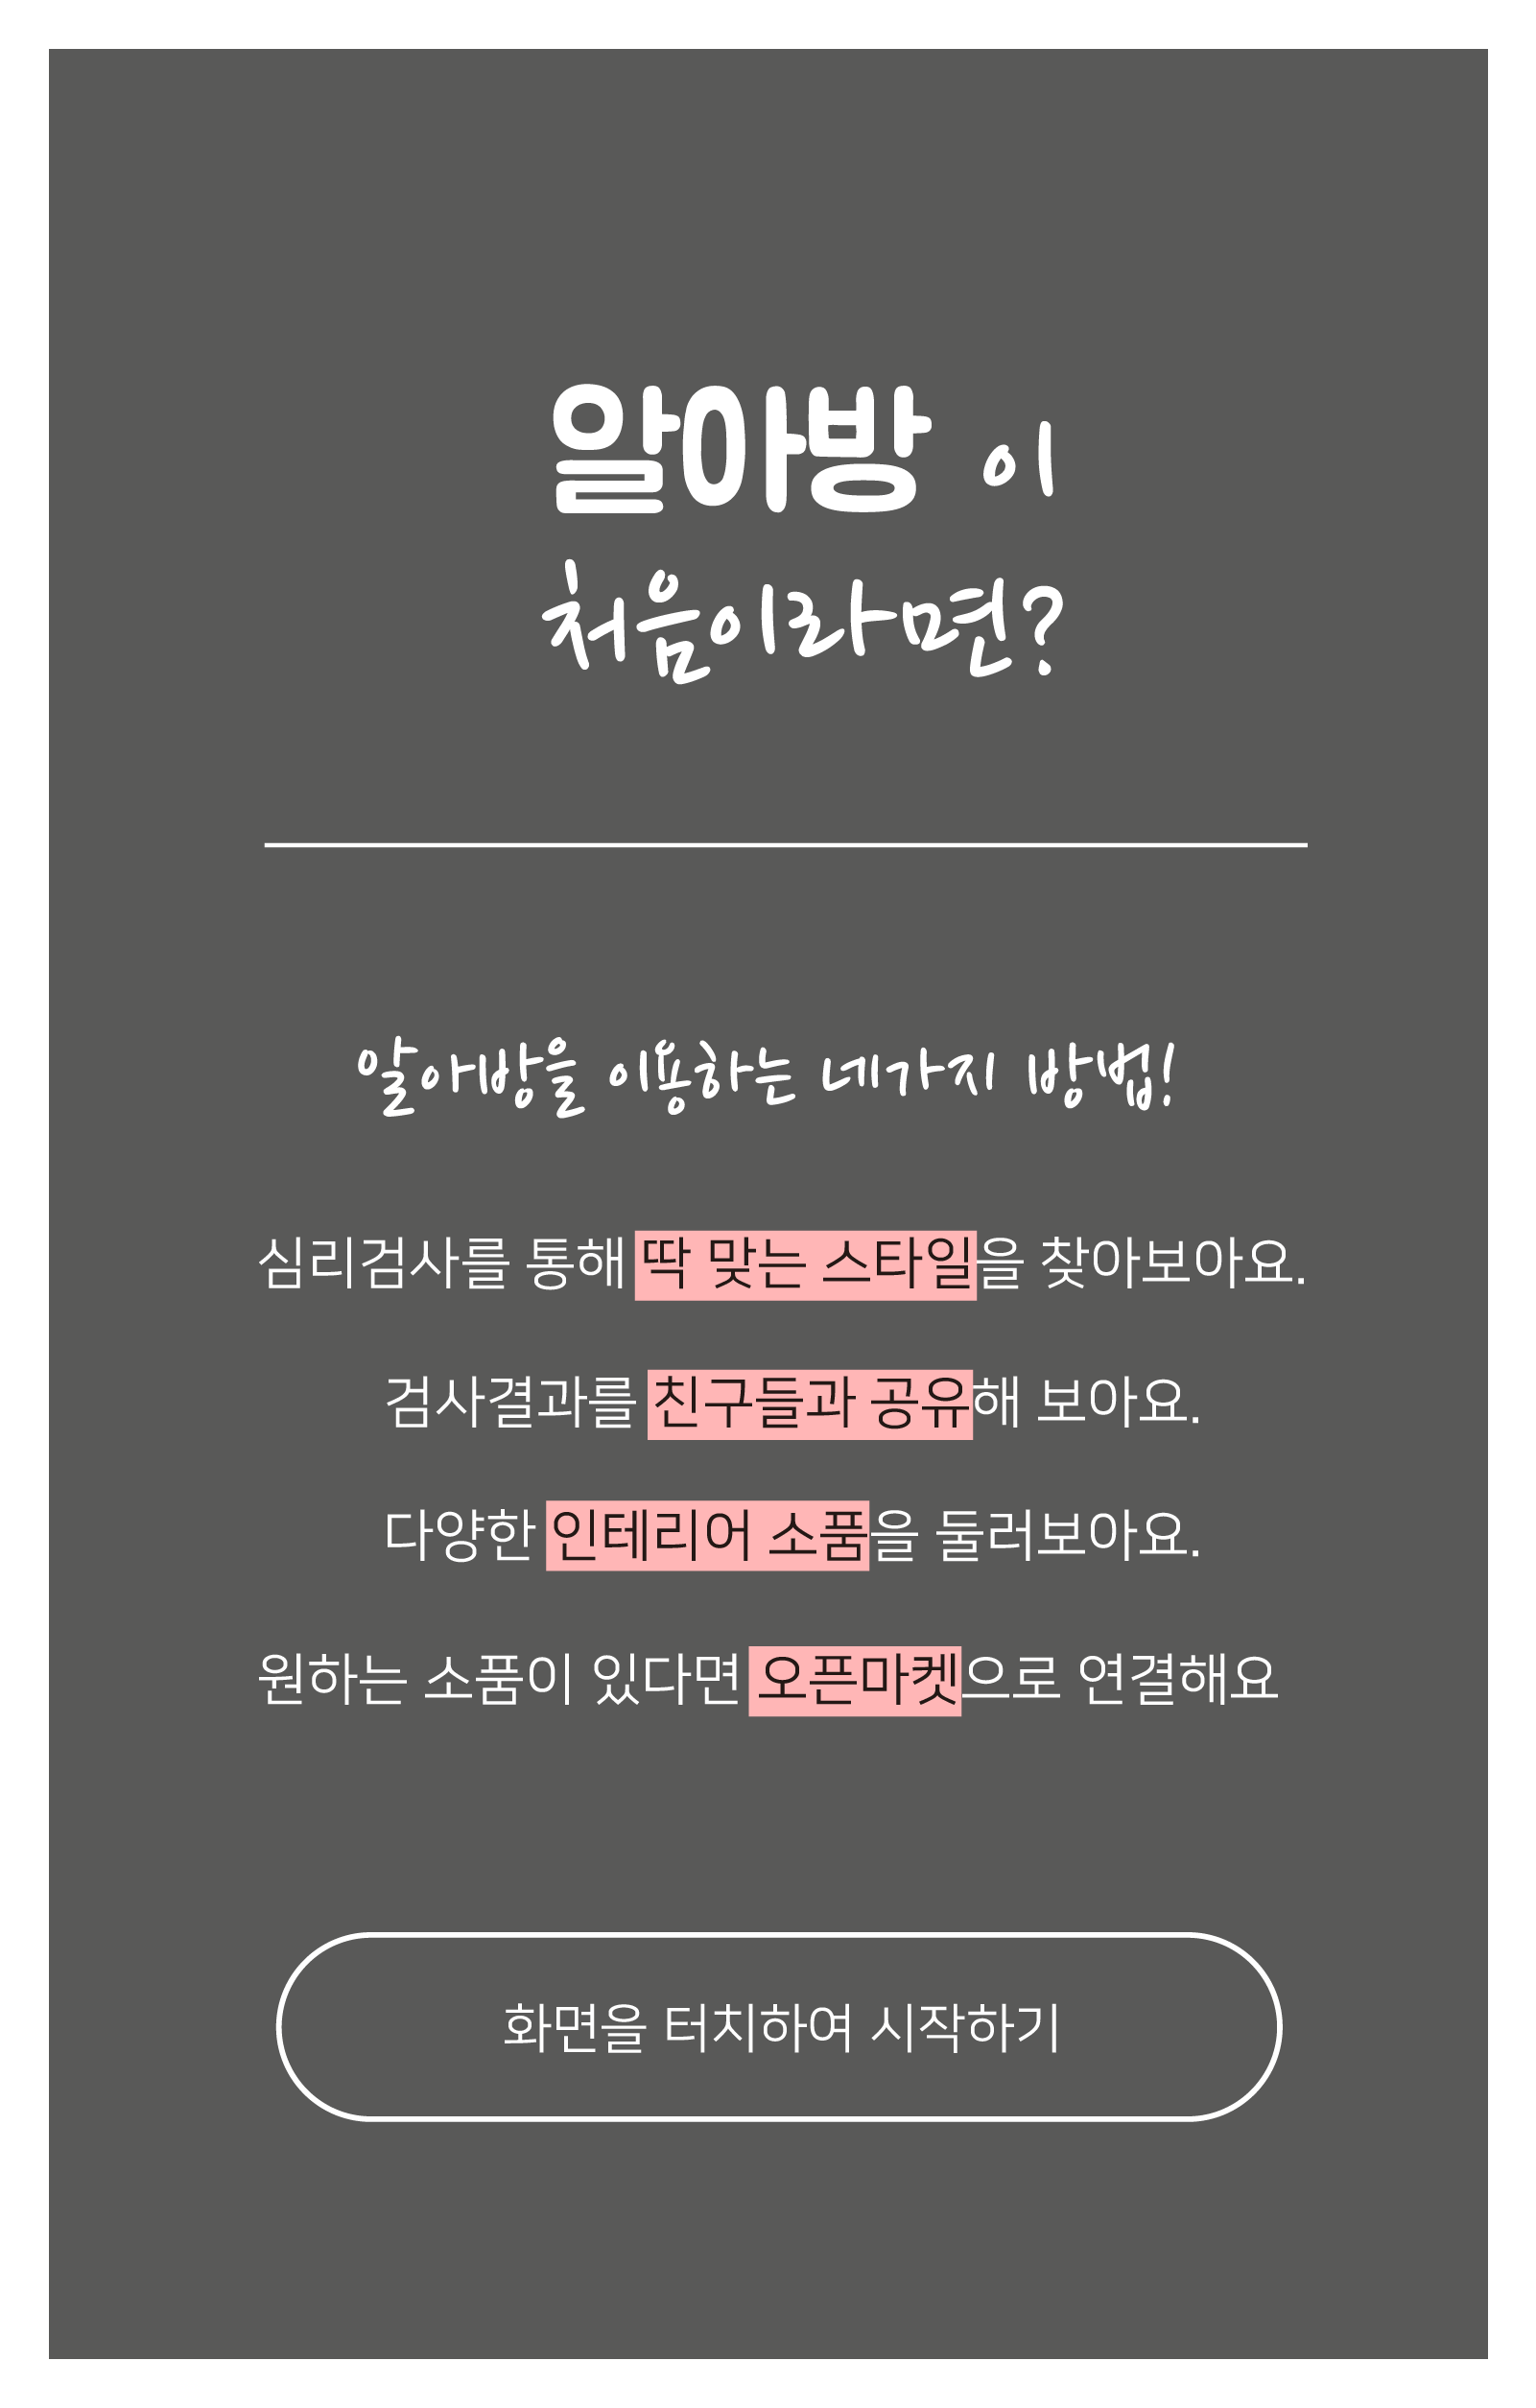 알아방 이
처음이라면?
알아방을 이용하는 네가지 방법!
심리검사를 통해 딱 맞는 스타일을 찾아보아요.
검사결과를 친구들과 공유해 보아요.
다양한 인테리어 소품을 둘러보아요.
원하는 소품이 있다면 오픈마켓으로 연결해요
화면을 터치하여 시작하기